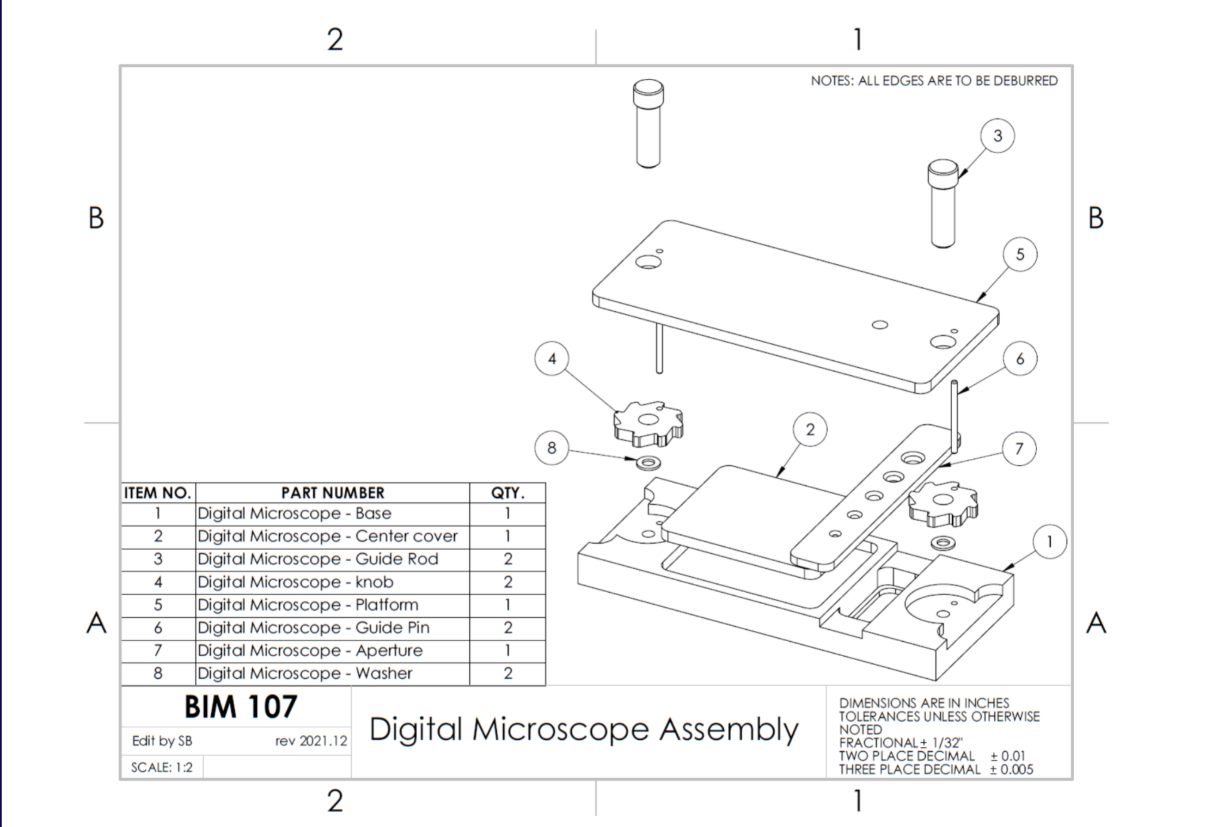 2 1
NOTES: ALL EDGES ARE TO BE DEBURRED
3
B B
5
4
6
2
8
7
1
ITEM NO. PART NUMBER QTY.
1 Digital Microscope - Base 1
2 Digital Microscope - Center cover 1
3 Digital Microscope - Guide Rod 2
4 Digital Microscope - knob 2
5 Digital Microscope - Platform 1
6 Digital Microscope - Guide Pin 2
7 Digital Microscope - Aperture 1
8 Digital Microscope - Washer 2
A A
BIM 107
Edit by SB rev 2021.12
SCALE: 1:2
Digital Microscope Assembly
DIMENSIONS ARE IN INCHES
TOLERANCES UNLESS OTHERWISE
NOTED
FRACTIONAL± 1/32"
TWO PLACE DECIMAL ± 0.01
THREE PLACE DECIMAL ± 0.005
2 1